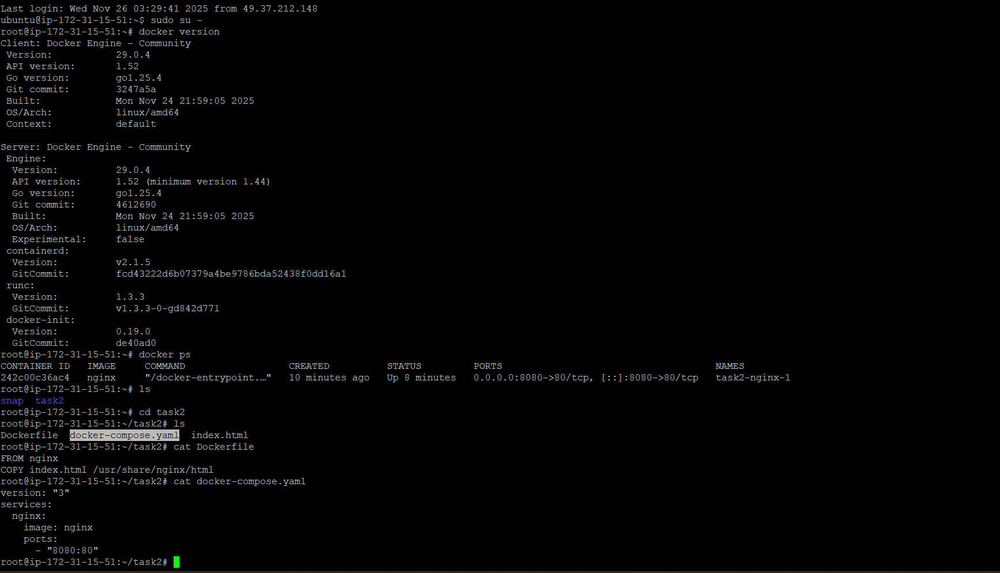 Last login: Wed Nov 26 03:29:41 2025 from 49.37.212.148
ubuntu@ip-172-31-15-51:~$ sudo su -
root@ip-172-31-15-51:~# docker version
Client: Docker Engine - Community
 Version:           29.0.4
 API version:       1.52
 Go version:        go1.25.4
 Git commit:        3247a5a
 Built:             Mon Nov 24 21:59:05 2025
 OS/Arch:           linux/amd64
 Context:           default

Server: Docker Engine - Community
 Engine:
  Version:          29.0.4
  API version:      1.52 (minimum version 1.44)
  Go version:       go1.25.4
  Git commit:       4612690
  Built:            Mon Nov 24 21:59:05 2025
  OS/Arch:          linux/amd64
  Experimental:     false
 containerd:
  Version:          v2.1.5
  GitCommit:        fcd43222d6b07379a4be9786bda52438f0dd16a1
 runc:
  Version:          1.3.3
  GitCommit:        v1.3.3-0-gd842d771
 docker-init:
  Version:          0.19.0
  GitCommit:        de40ad0
root@ip-172-31-15-51:~# docker ps
CONTAINER ID   IMAGE     COMMAND                  CREATED          STATUS         PORTS                                     NAMES
242c00c36ac4   nginx     "/docker-entrypoint.…"   10 minutes ago   Up 8 minutes   0.0.0.0:8080->80/tcp, [::]:8080->80/tcp   task2-nginx-1
root@ip-172-31-15-51:~# ls
snap  task2
root@ip-172-31-15-51:~# cd task2
root@ip-172-31-15-51:~/task2# ls
Dockerfile  docker-compose.yaml  index.html
root@ip-172-31-15-51:~/task2# cat Dockerfile
FROM nginx
COPY index.html /usr/share/nginx/html
root@ip-172-31-15-51:~/task2# cat docker-compose.yaml
version: "3"
services:
  nginx:
    image: nginx
    ports:
      - "8080:80"
root@ip-172-31-15-51:~/task2#